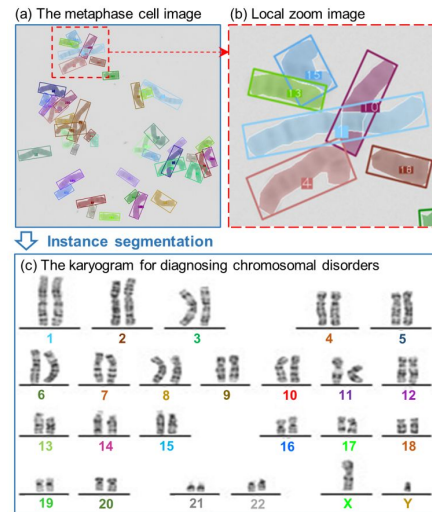 (a) The metaphase cell image
(b) Local zoom image
15
13
10
1
4
18
Instance segmentation
(c) The karyogram for diagnosing chromosomal disorders
1 2 3 4 5
6 7 8 9 10 11 12
13 14 15 16 17 18
19 20 21 22 X Y